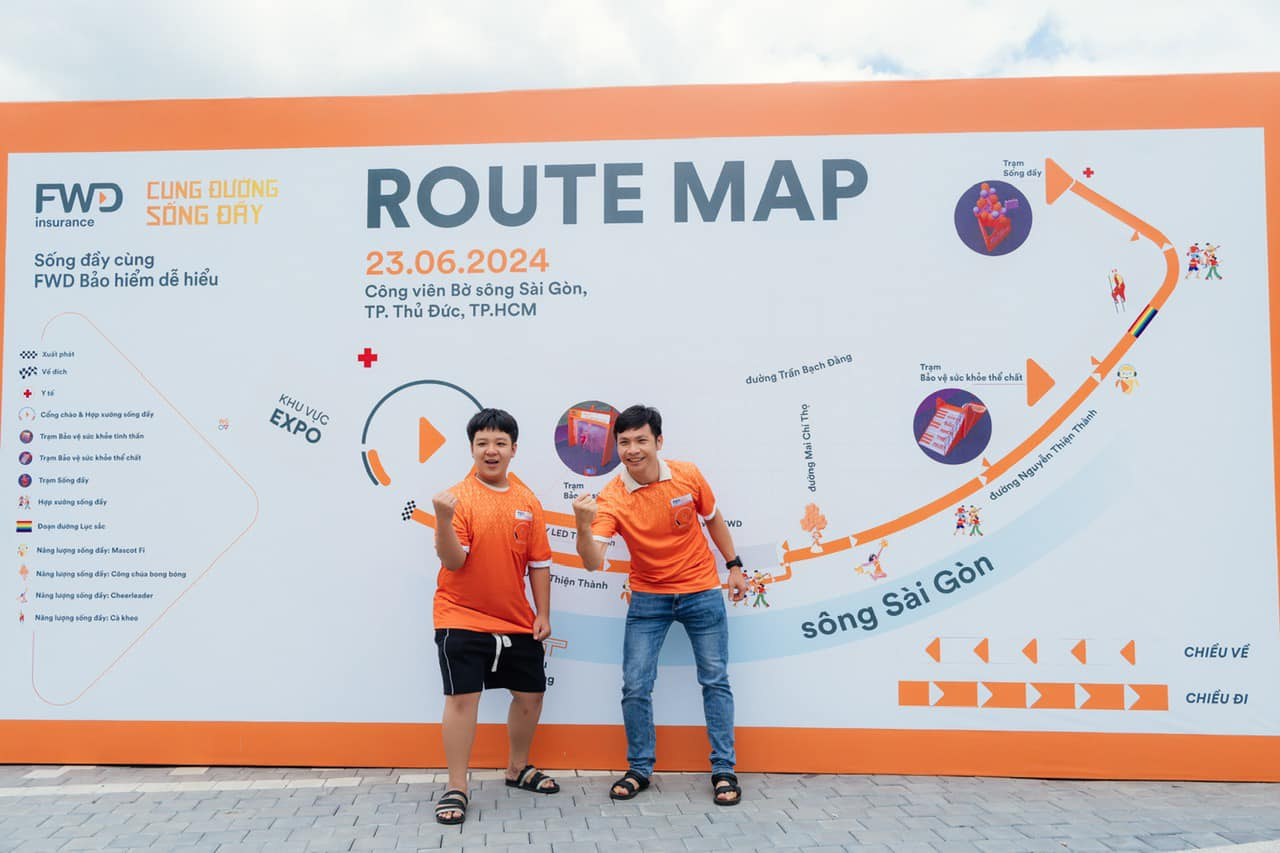 FWD
insurance
CUNG ĐƯỜNG
SỐNG ĐẦY
Sống đầy cùng
FWD Bảo hiểm dễ hiểu
ROUTE MAP
23.06.2024
Công viên Bờ sông Sài Gòn,
TP. Thủ Đức, TP.HCM
Xuất phát
Về đích
Y tế
Cổng chào & Hợp xướng sống đầy
Trạm Bảo vệ sức khỏe tinh thần
Trạm Bảo vệ sức khỏe thể chất
Trạm Sống đầy
Hợp xướng sống đầy
Đoạn đường Lục sắc
Năng lượng sống đầy: Mascot Fi
Năng lượng sống đầy: Công chúa bong bóng
Năng lượng sống đầy: Cheerleader
Năng lượng sống đầy: Cà kheo
KHU VỰC
EXPO
Trạm
LED
Thiện Thành
FWD
đường Trần Bạch Đằng
đường Mai Chí Thọ
Trạm
Sống đầy
Trạm
Bảo vệ sức khỏe thể chất
đường Nguyễn Thiện Thành
sông Sài Gòn
CHIỀU VỀ
CHIỀU ĐI